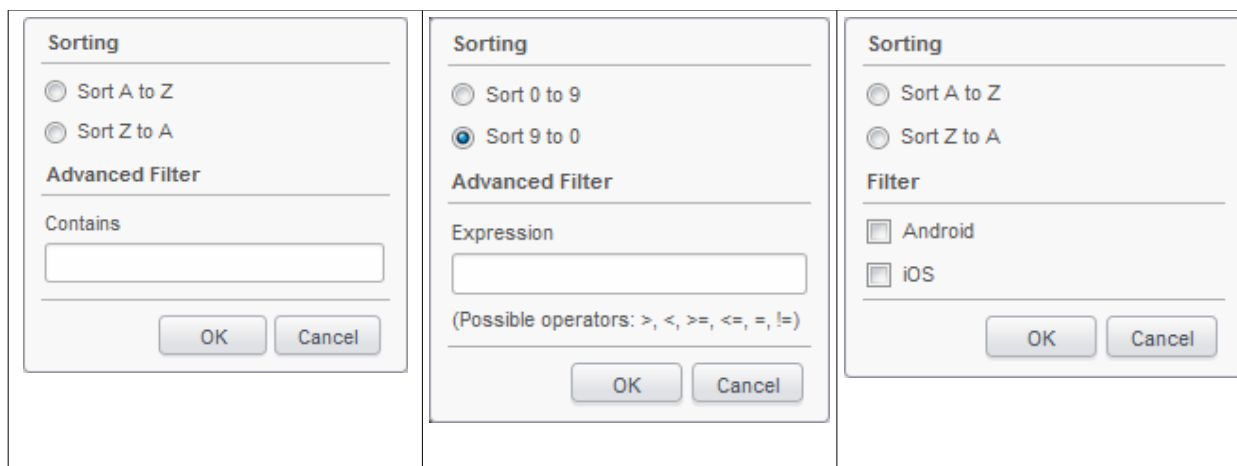 Sorting
Sort A to Z
Sort Z to A
Advanced Filter
Contains
OK Cancel
Sorting
Sort 0 to 9
Sort 9 to 0
Advanced Filter
Expression
(Possible operators: >, <, >=, <=, =, !=)
OK Cancel
Sorting
Sort A to Z
Sort Z to A
Filter
Android
iOS
OK Cancel